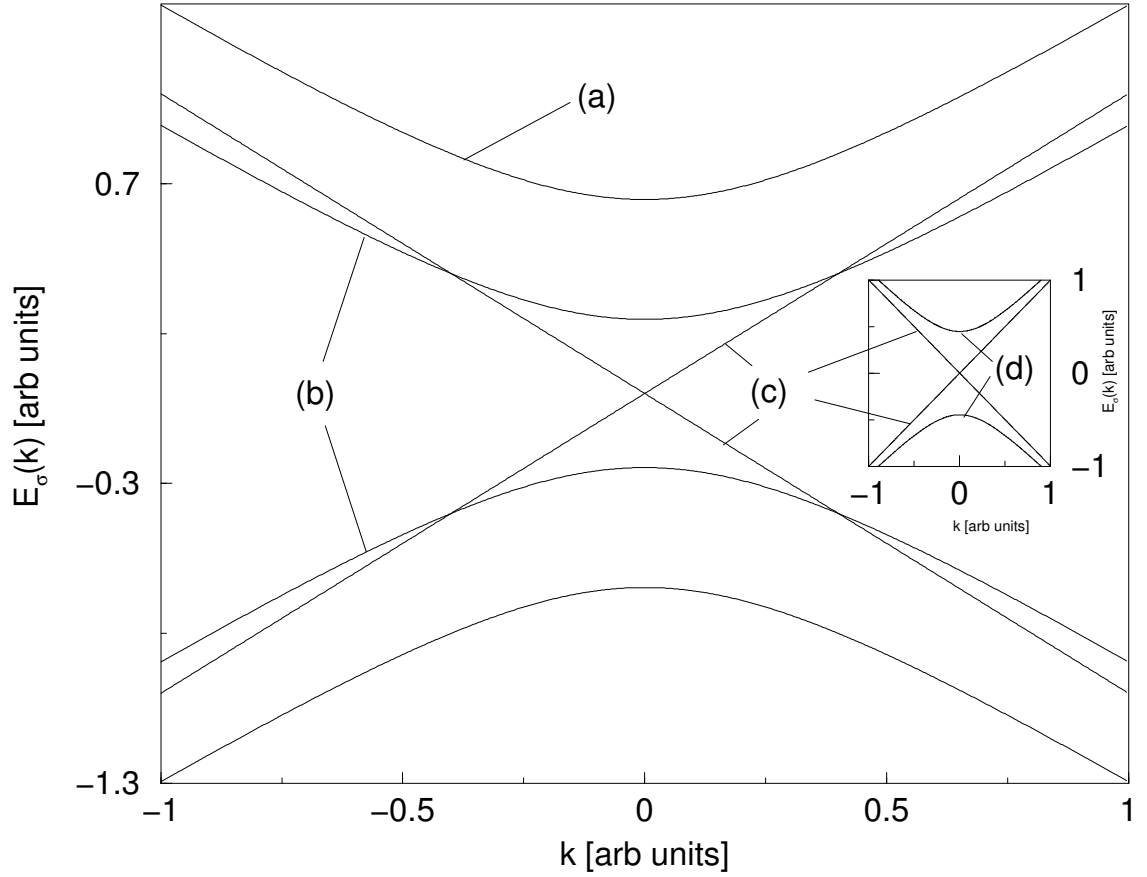 (a)
0.7
(b)
(c)
−0.3
−1.3
E_σ(k) [arb units]
−1
−0.5
0
0.5
1
k [arb units]
(d)
1
0
−1
E_σ(k) [arb units]
−1
0
1
k [arb units]